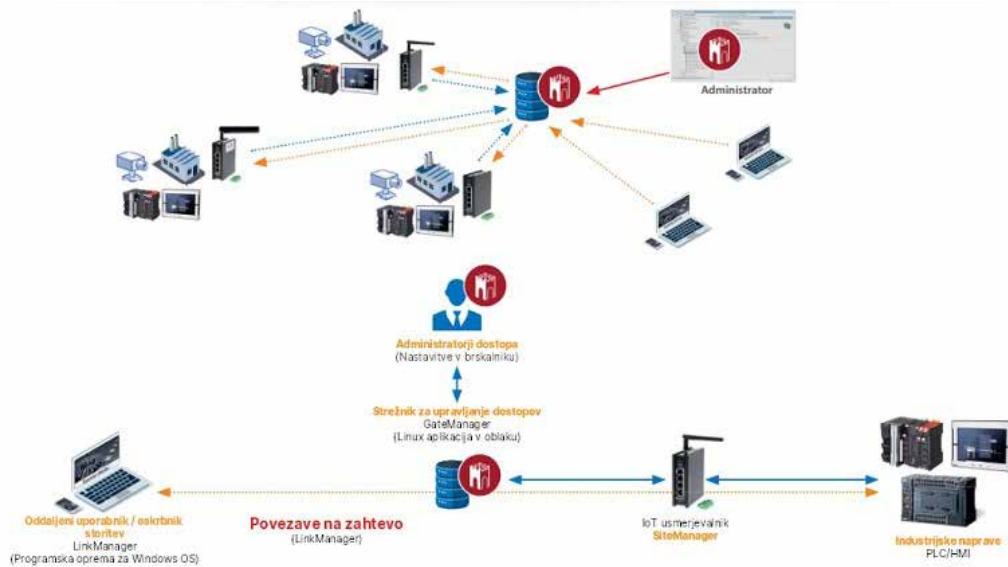 Administrator
Administratorji dostopa
(Nastavitve v brskalniku)
Strežnik za upravljanje dostopov
GateManager
(Linux aplikacija v oblaku)
Oddaljeni uporabnik / oskrbnik
storitev
LinkManager
(Programska oprema za Windows OS)
Povezave na zahtevo
(LinkManager)
IoT usmerjevalnik
SiteManager
Industrijske naprave
PLC/HMI